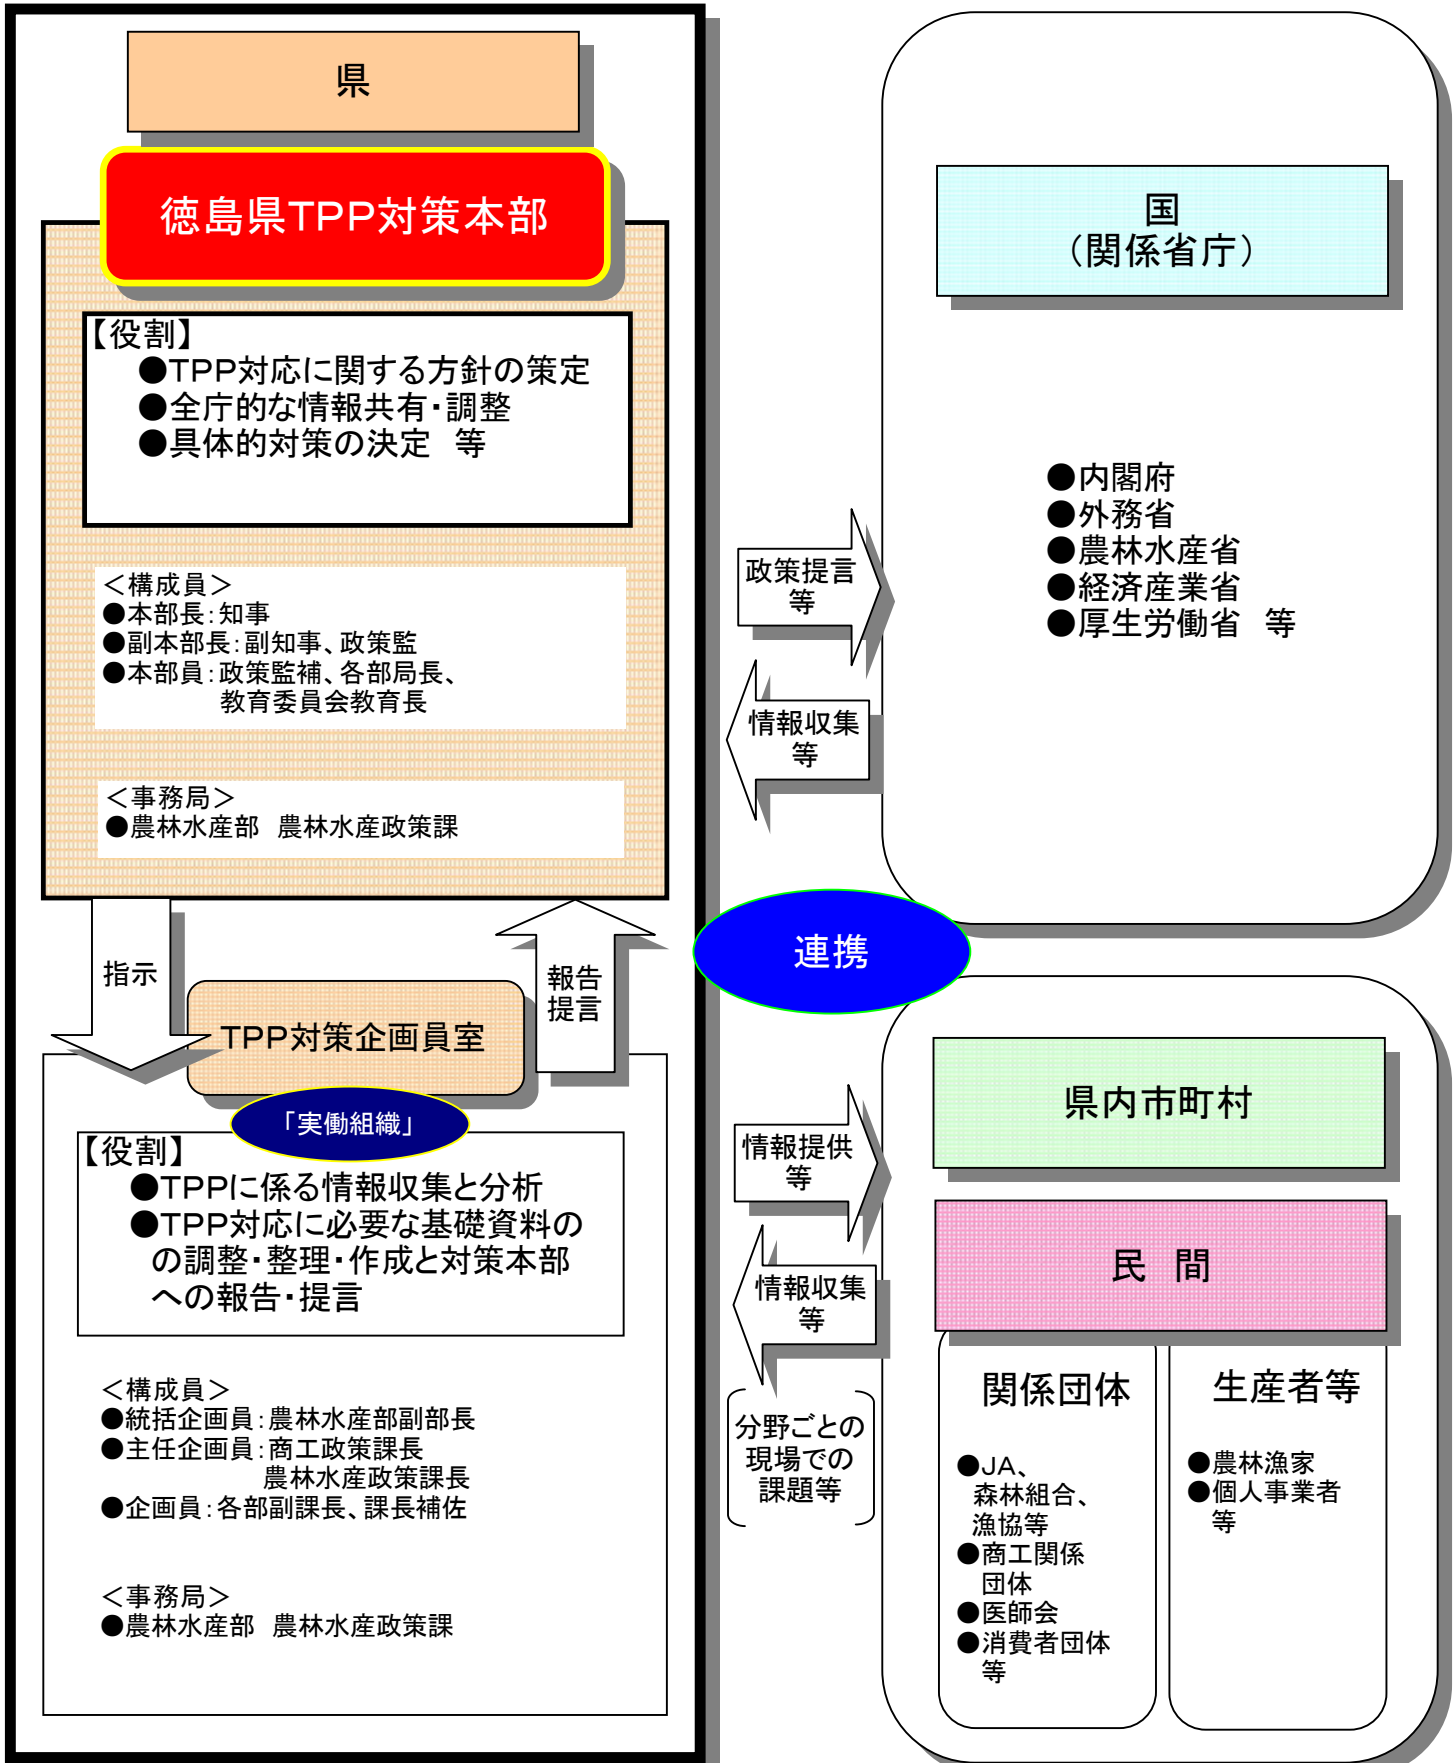 県
徳島県TPP対策本部
【役割】
●TPP対応に関する方針の策定
●全庁的な情報共有・調整
●具体的対策の決定　等
＜構成員＞
●本部長：知事
●副本部長：副知事、政策監
●本部員：政策監補、各部局長、
教育委員会教育長
＜事務局＞
●農林水産部　農林水産政策課
指示
報告
提言
TPP対策企画員室
「実働組織」
【役割】
●TPPに係る情報収集と分析
●TPP対応に必要な基礎資料の
の調整・整理・作成と対策本部
への報告・提言
＜構成員＞
●統括企画員：農林水産部副部長
●主任企画員：商工政策課長
農林水産政策課長
●企画員：各部副課長、課長補佐
＜事務局＞
●農林水産部　農林水産政策課
政策提言
等
情報収集
等
連携
情報提供
等
情報収集
等
分野ごとの
現場での
課題等
国
（関係省庁）
●内閣府
●外務省
●農林水産省
●経済産業省
●厚生労働省　等
県内市町村
民　間
関係団体
●JA、
森林組合、
漁協等
●商工関係
団体
●医師会
●消費者団体
等
生産者等
●農林漁家
●個人事業者
等